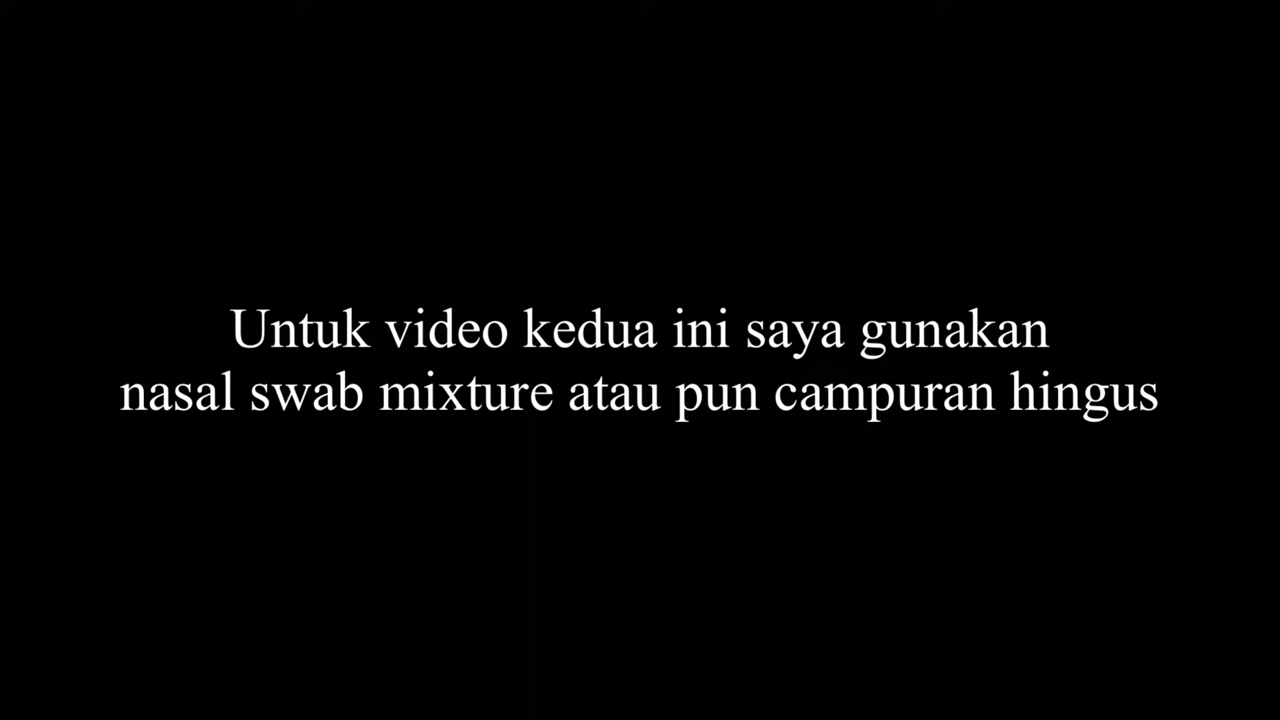 Untuk video kedua ini saya gunakan
nasal swab mixture atau pun campuran hingus